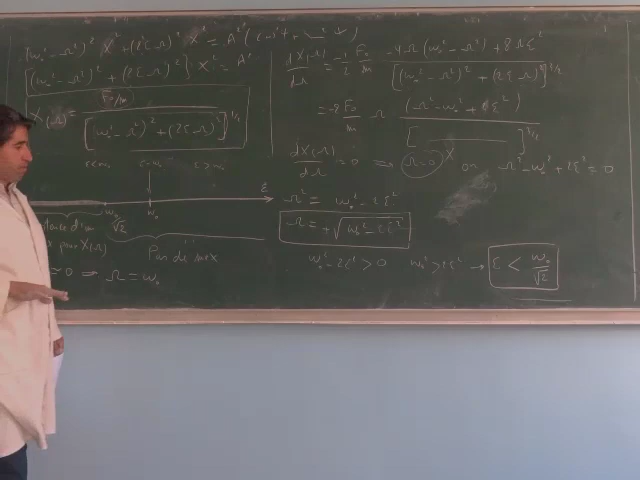 [ω₀² - Ω²)² X² + (2ξΩ)² X² = A²
[(ω₀² - Ω²)² + (2ξΩ)²] X² = A²
X(Ω) = F₀/m / [(ω₀² - Ω²)² + (2ξΩ)²]^1/2
ω₀/√2 ω₀ ξ
X pour X(Ω)
Pas de max
≈ 0 ⇒ Ω = ω₀
dX(Ω)/dΩ = -1/2 F₀/m -4Ω(ω₀² - Ω²) + 8Ωξ² / [(ω₀² - Ω²)² + (2ξΩ)²]^3/2
= -2 F₀/m Ω (Ω² - ω₀² + 2ξ²) / [ ]^3/2
dX(Ω)/dΩ = 0 ⇒ Ω=0 X ou Ω² - ω₀² + 2ξ² = 0
Ω² = ω₀² - 2ξ²
Ω = +√ω₀² - 2ξ²
ω₀² - 2ξ² > 0 ω₀² > 2ξ² → ξ < ω₀/√2